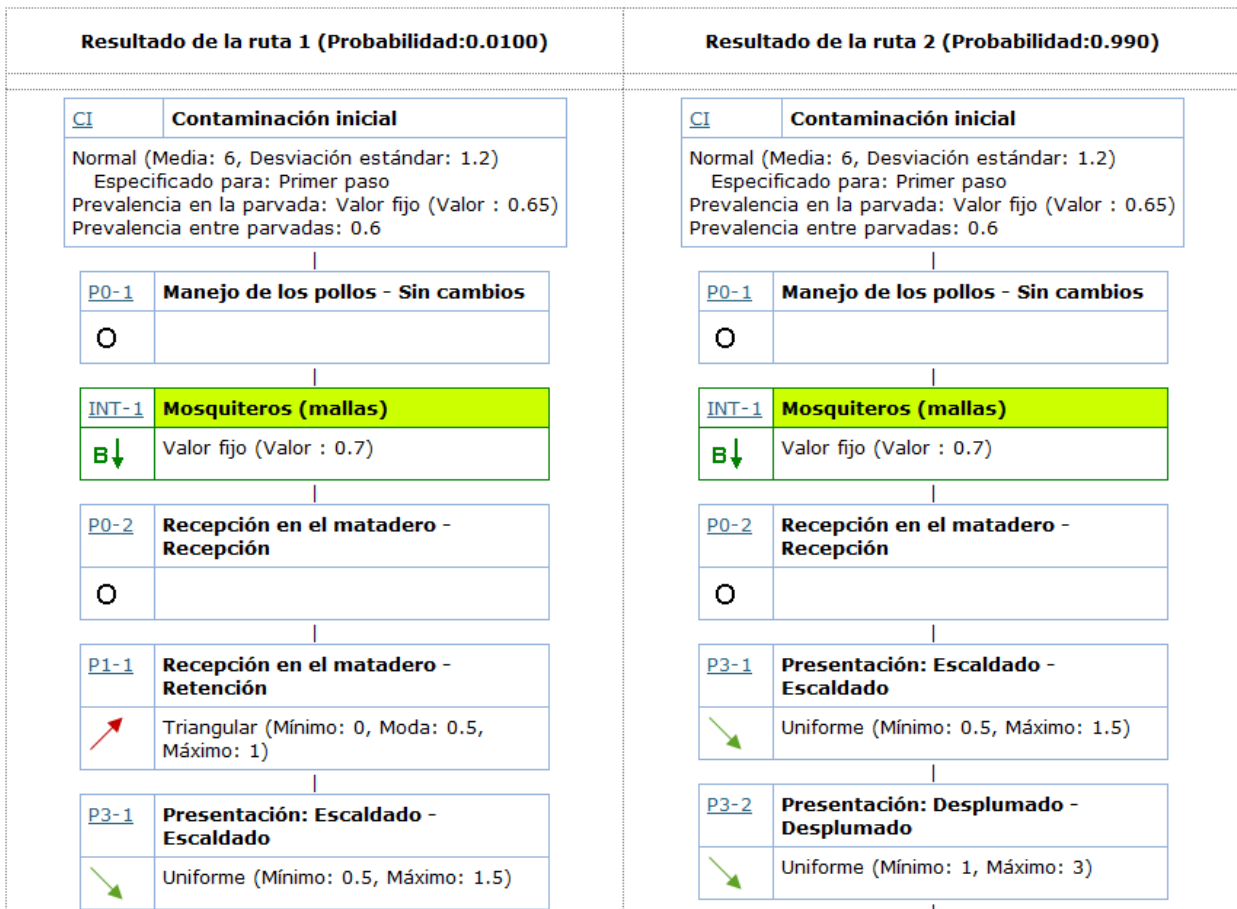 Resultado de la ruta 1 (Probabilidad:0.0100)
CI Contaminación inicial
Normal (Media: 6, Desviación estándar: 1.2)
Especificado para: Primer paso
Prevalencia en la parvada: Valor fijo (Valor : 0.65)
Prevalencia entre parvadas: 0.6
P0-1 Manejo de los pollos - Sin cambios
O
INT-1 Mosquiteros (mallas)
B Valor fijo (Valor : 0.7)
P0-2 Recepción en el matadero -
Recepción
O
P1-1 Recepción en el matadero -
Retención
Triangular (Mínimo: 0, Moda: 0.5,
Máximo: 1)
P3-1 Presentación: Escaldado -
Escaldado
Uniforme (Mínimo: 0.5, Máximo: 1.5)
Resultado de la ruta 2 (Probabilidad:0.990)
CI Contaminación inicial
Normal (Media: 6, Desviación estándar: 1.2)
Especificado para: Primer paso
Prevalencia en la parvada: Valor fijo (Valor : 0.65)
Prevalencia entre parvadas: 0.6
P0-1 Manejo de los pollos - Sin cambios
O
INT-1 Mosquiteros (mallas)
B Valor fijo (Valor : 0.7)
P0-2 Recepción en el matadero -
Recepción
O
P3-1 Presentación: Escaldado -
Escaldado
Uniforme (Mínimo: 0.5, Máximo: 1.5)
P3-2 Presentación: Desplumado -
Desplumado
Uniforme (Mínimo: 1, Máximo: 3)